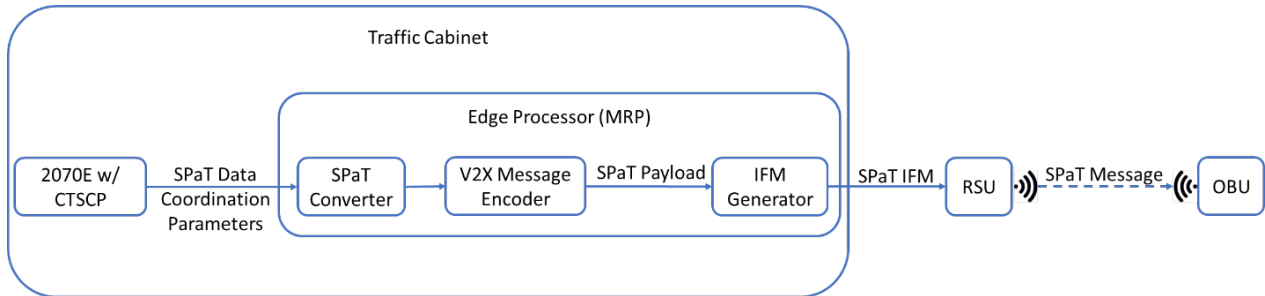 Traffic Cabinet
Edge Processor (MRP)
2070E w/
CTSCP
SPaT Data
Coordination
Parameters
SPaT
Converter
V2X Message
Encoder
SPaT Payload
IFM
Generator
SPaT IFM
RSU
SPaT Message
OBU